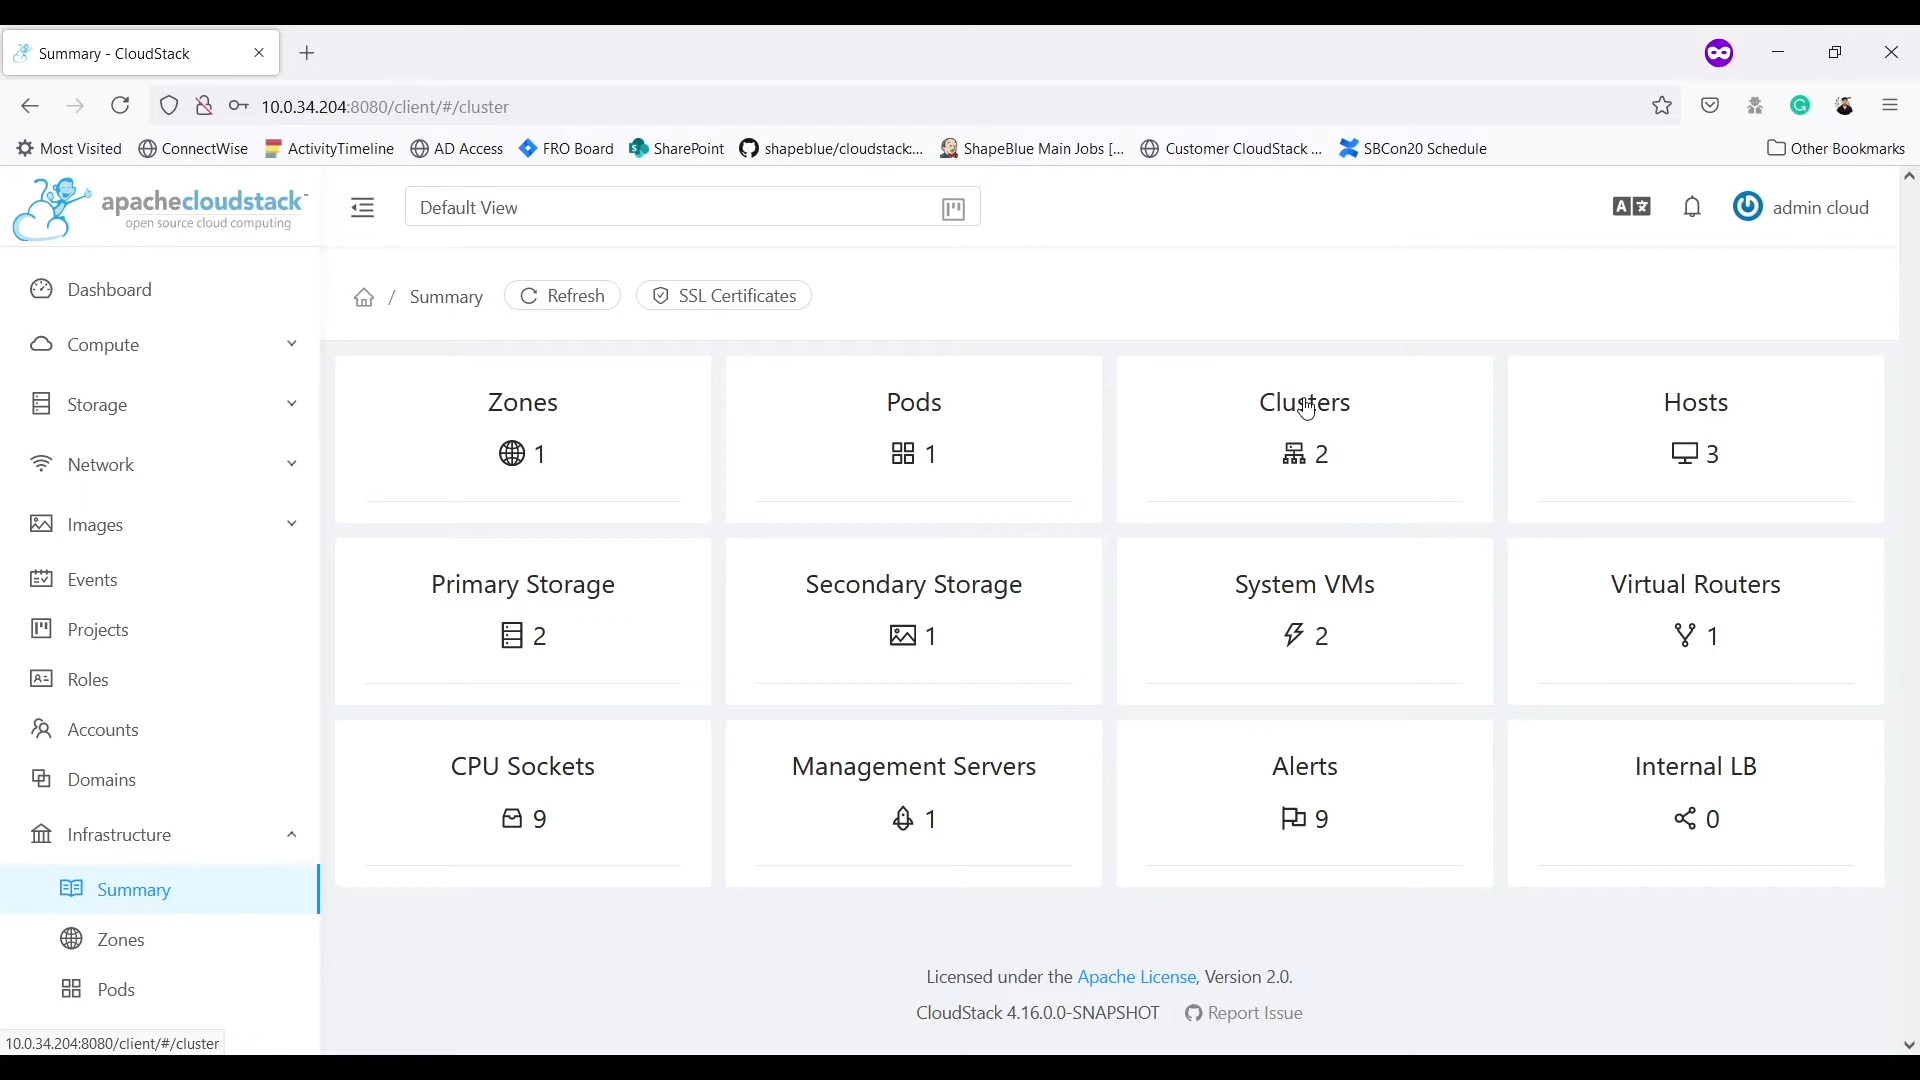 Summary - CloudStack
10.0.34.204:8080/client/#/cluster
Most Visited ConnectWise ActivityTimeline AD Access FRO Board SharePoint shapeblue/cloudstack:... ShapeBlue Main Jobs [... Customer CloudStack ... SBCon20 Schedule Other Bookmarks
apachecloudstack™
open source cloud computing
Default View
admin cloud
/ Summary Refresh SSL Certificates
Dashboard
Compute
Storage
Network
Images
Events
Projects
Roles
Accounts
Domains
Infrastructure
Summary
Zones
Pods
Zones
1
Pods
1
Clusters
2
Hosts
3
Primary Storage
2
Secondary Storage
1
System VMs
2
Virtual Routers
1
CPU Sockets
9
Management Servers
1
Alerts
9
Internal LB
0
Licensed under the Apache License, Version 2.0.
CloudStack 4.16.0.0-SNAPSHOT Report Issue
10.0.34.204:8080/client/#/cluster